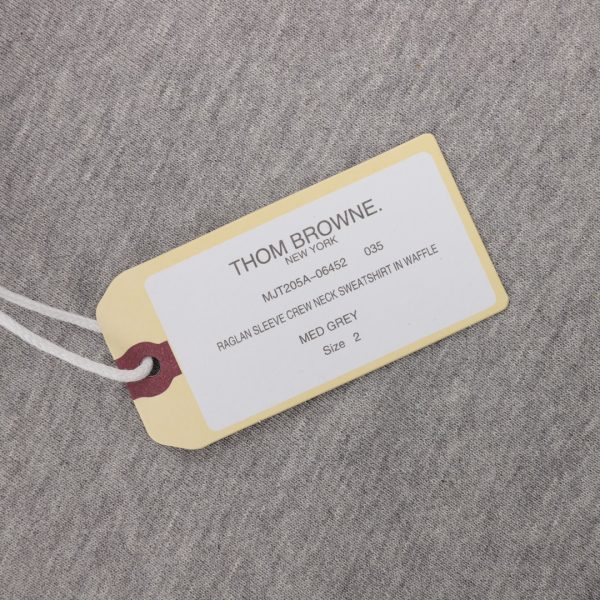 THOM BROWNE.
NEW YORK
MJT205A-06452 035
RAGLAN SLEEVE CREW NECK SWEATSHIRT IN WAFFLE
MED GREY
Size 2